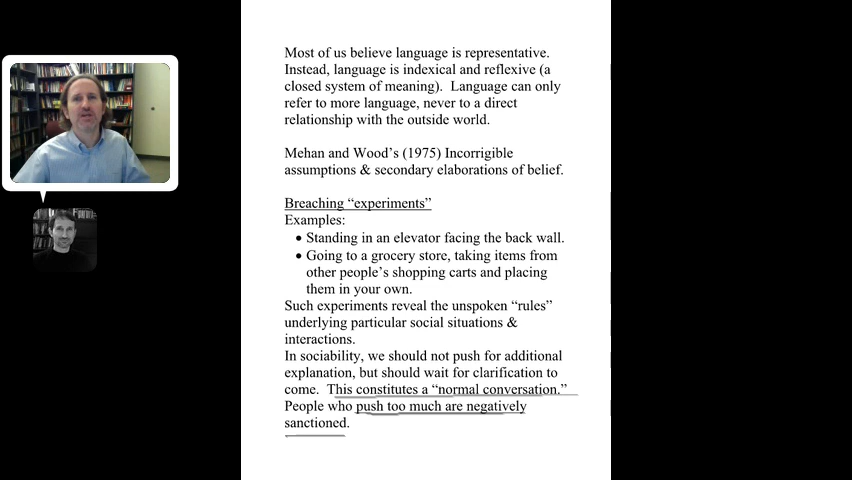 Most of us believe language is representative.
Instead, language is indexical and reflexive (a
closed system of meaning).  Language can only
refer to more language, never to a direct
relationship with the outside world.
Mehan and Wood’s (1975) Incorrigible
assumptions & secondary elaborations of belief.
Breaching “experiments”
Examples:
• Standing in an elevator facing the back wall.
• Going to a grocery store, taking items from
other people’s shopping carts and placing
them in your own.
Such experiments reveal the unspoken “rules”
underlying particular social situations &
interactions.
In sociability, we should not push for additional
explanation, but should wait for clarification to
come.  This constitutes a “normal conversation.”
People who push too much are negatively
sanctioned.